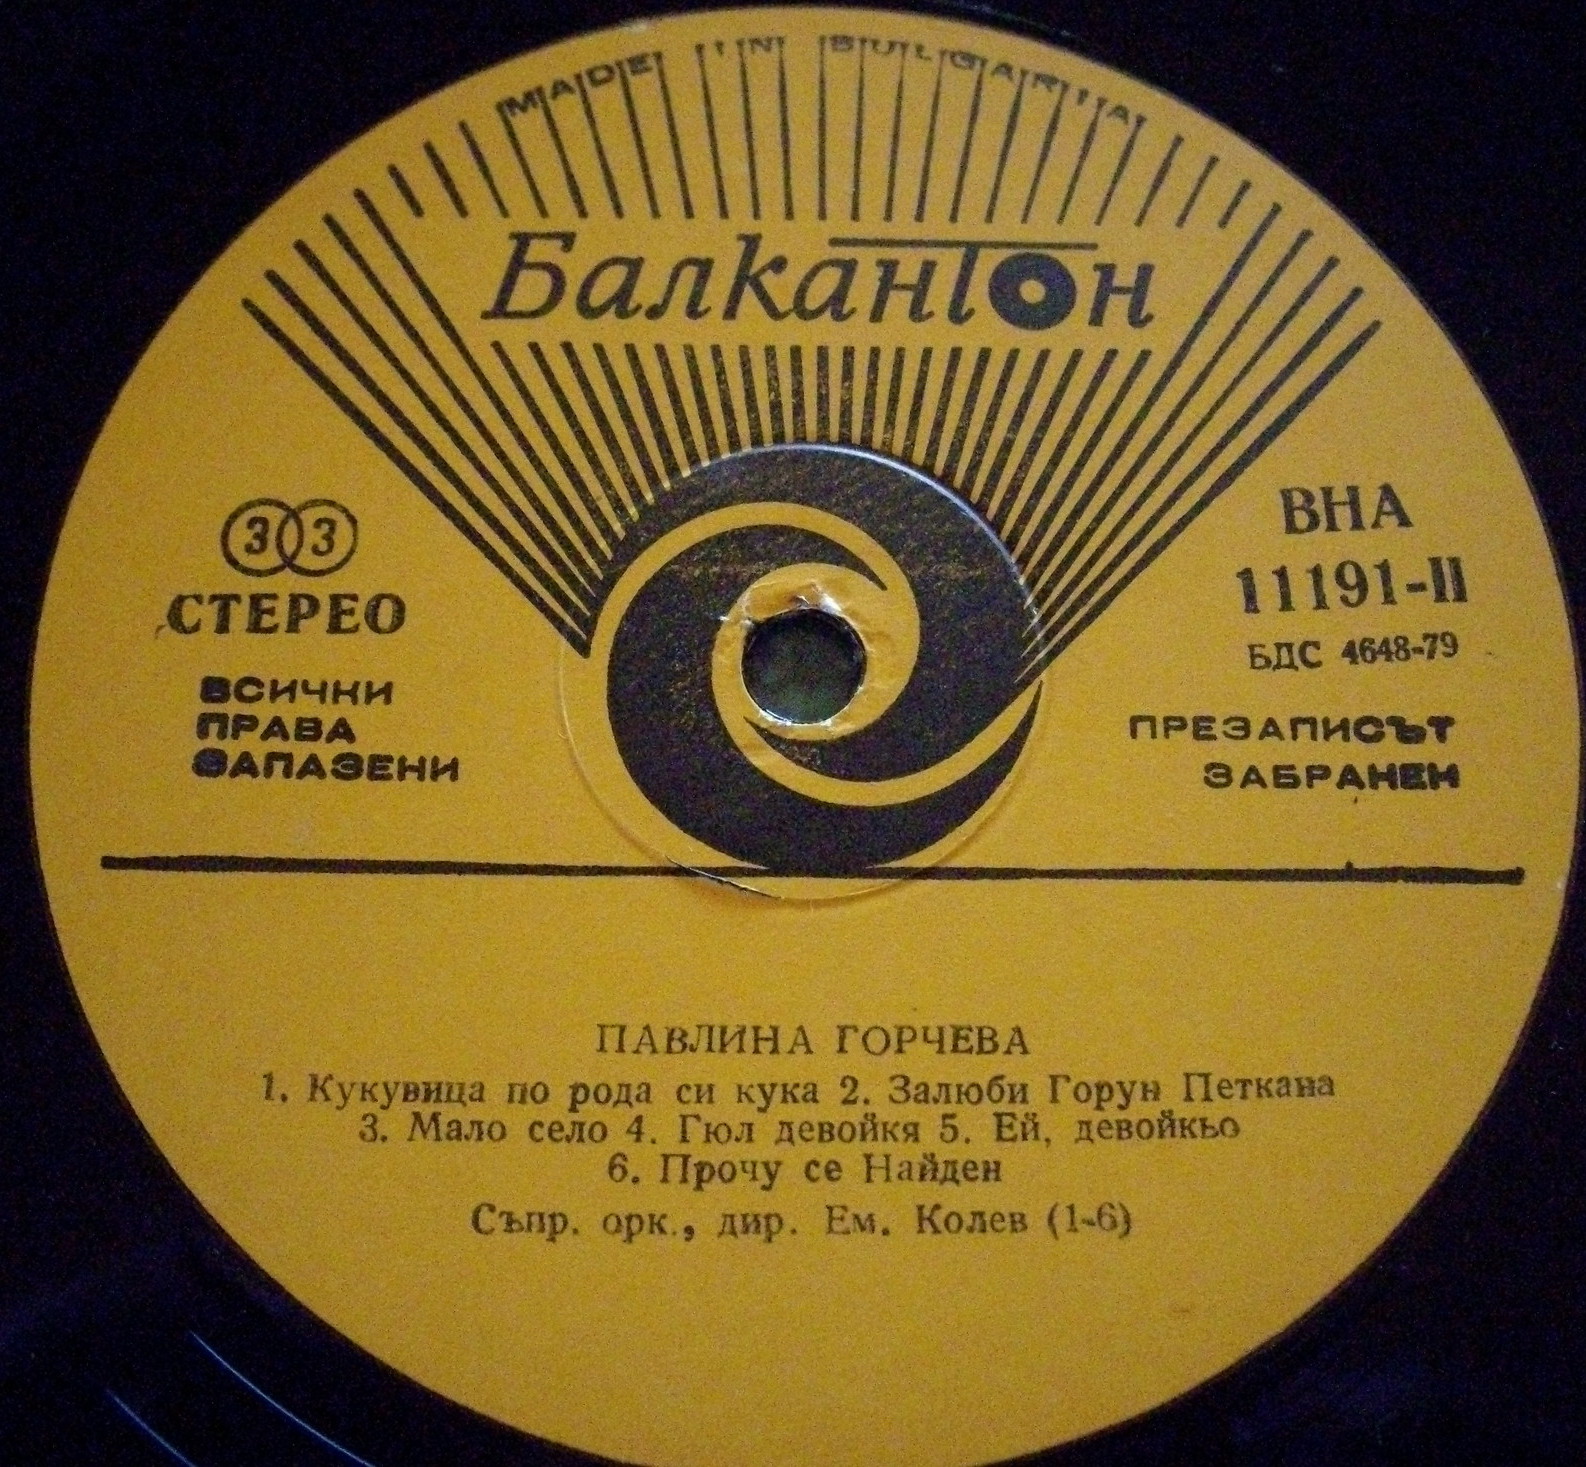 MADE IN BULGARIA
Балкантон
33
СТЕРЕО
ВСИЧКИ
ПРАВА
ЗАПАЗЕНИ
ВНА
11191-II
БДС 4648-79
ПРЕЗАПИСЪТ
ЗАБРАНЕН
ПАВЛИНА ГОРЧЕВА
1. Кукувица по рода си кука 2. Залюби Горун Петкана
3. Мало село 4. Гюл девойкя 5. Ей, девойкьо
6. Прочу се Найден
Съпр. орк., дир. Ем. Колев (1-6)